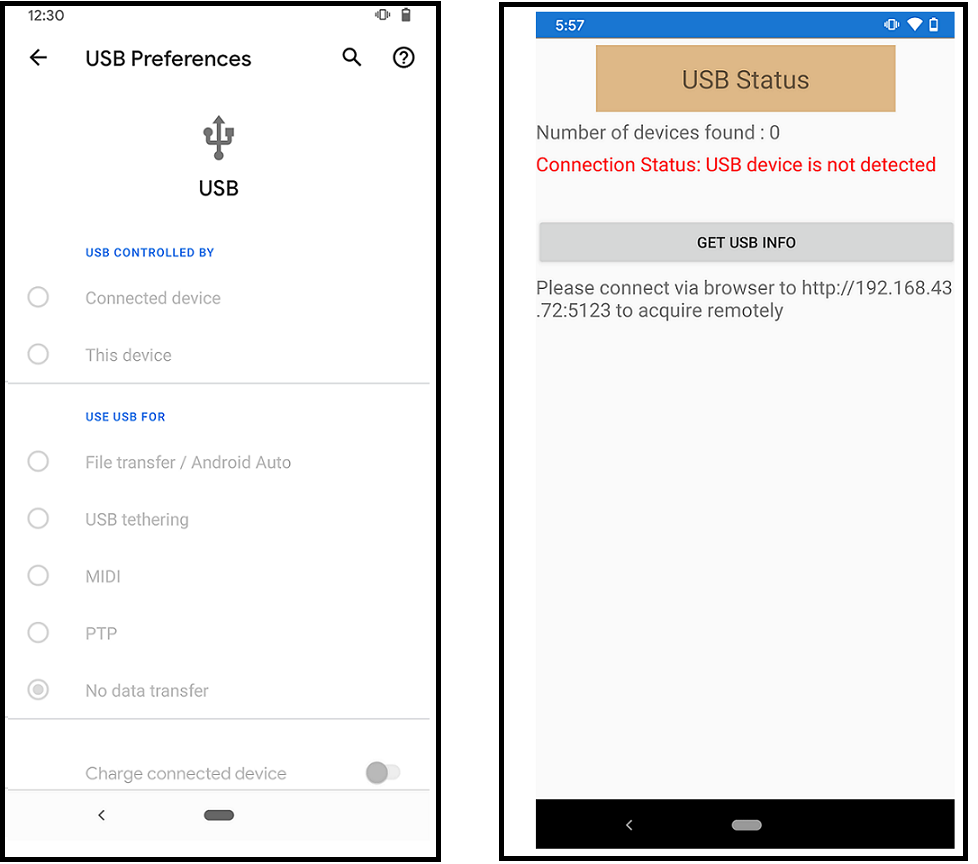 12:30
USB Preferences
USB
USB CONTROLLED BY
Connected device
This device
USE USB FOR
File transfer / Android Auto
USB tethering
MIDI
PTP
No data transfer
Charge connected device
5:57
USB Status
Number of devices found : 0
Connection Status: USB device is not detected
GET USB INFO
Please connect via browser to http://192.168.43
.72:5123 to acquire remotely